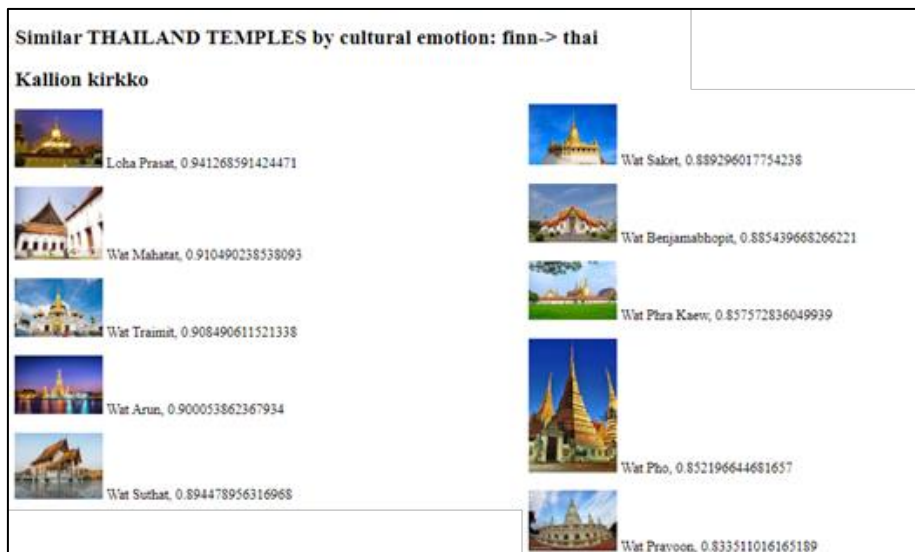 Similar THAILAND TEMPLES by cultural emotion: finn-> thai
Kallion kirkko
Loha Prasat, 0.941268591424471
Wat Mahatat, 0.910490238538093
Wat Traimit, 0.908490611521338
Wat Arun, 0.900053862367934
Wat Suthat, 0.894478956316968
Wat Saket, 0.889296017754238
Wat Benjamabhopit, 0.885439668266221
Wat Phra Kaew, 0.857572836049939
Wat Pho, 0.852196644681657
Wat Prayoon, 0.833511016165189